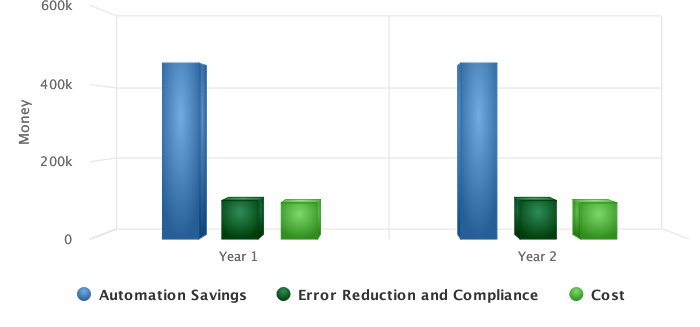 600k
400k
200k
0
Money
Year 1
Year 2
Automation Savings
Error Reduction and Compliance
Cost